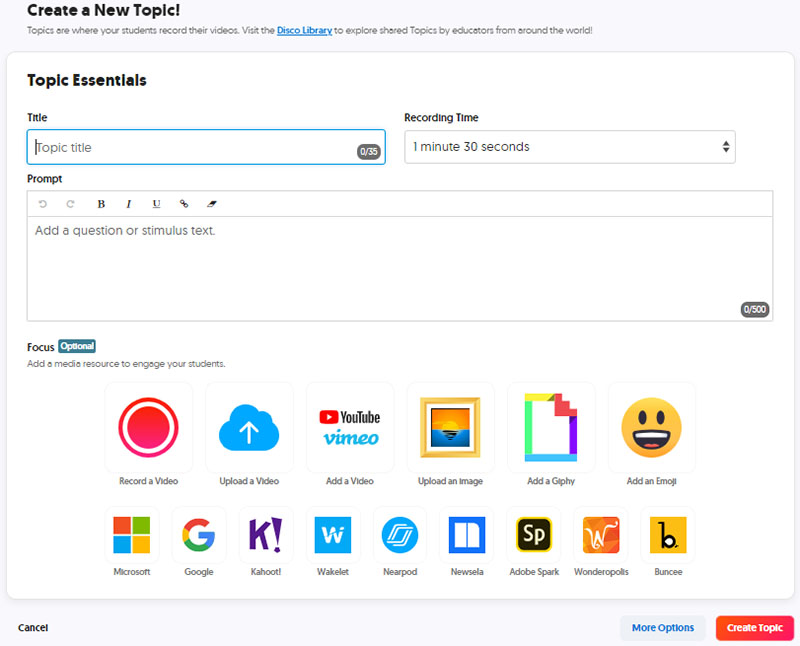 Create a New Topic!
Topics are where your students record their videos. Visit the Disco Library to explore shared Topics by educators from around the world!
Topic Essentials
Title
Recording Time
Topic title
0/35
1 minute 30 seconds
Prompt
B I U
Add a question or stimulus text.
0/500
Focus Optional
Add a media resource to engage your students.
YouTube
vimeo
Record a Video
Upload a Video
Add a Video
Upload an Image
Add a Giphy
Add an Emoji
G
K!
W
Sp
W
b
Microsoft
Google
Kahoot!
Wakelet
Nearpod
Newsela
Adobe Spark
Wonderopolis
Buncee
Cancel
More Options
Create Topic